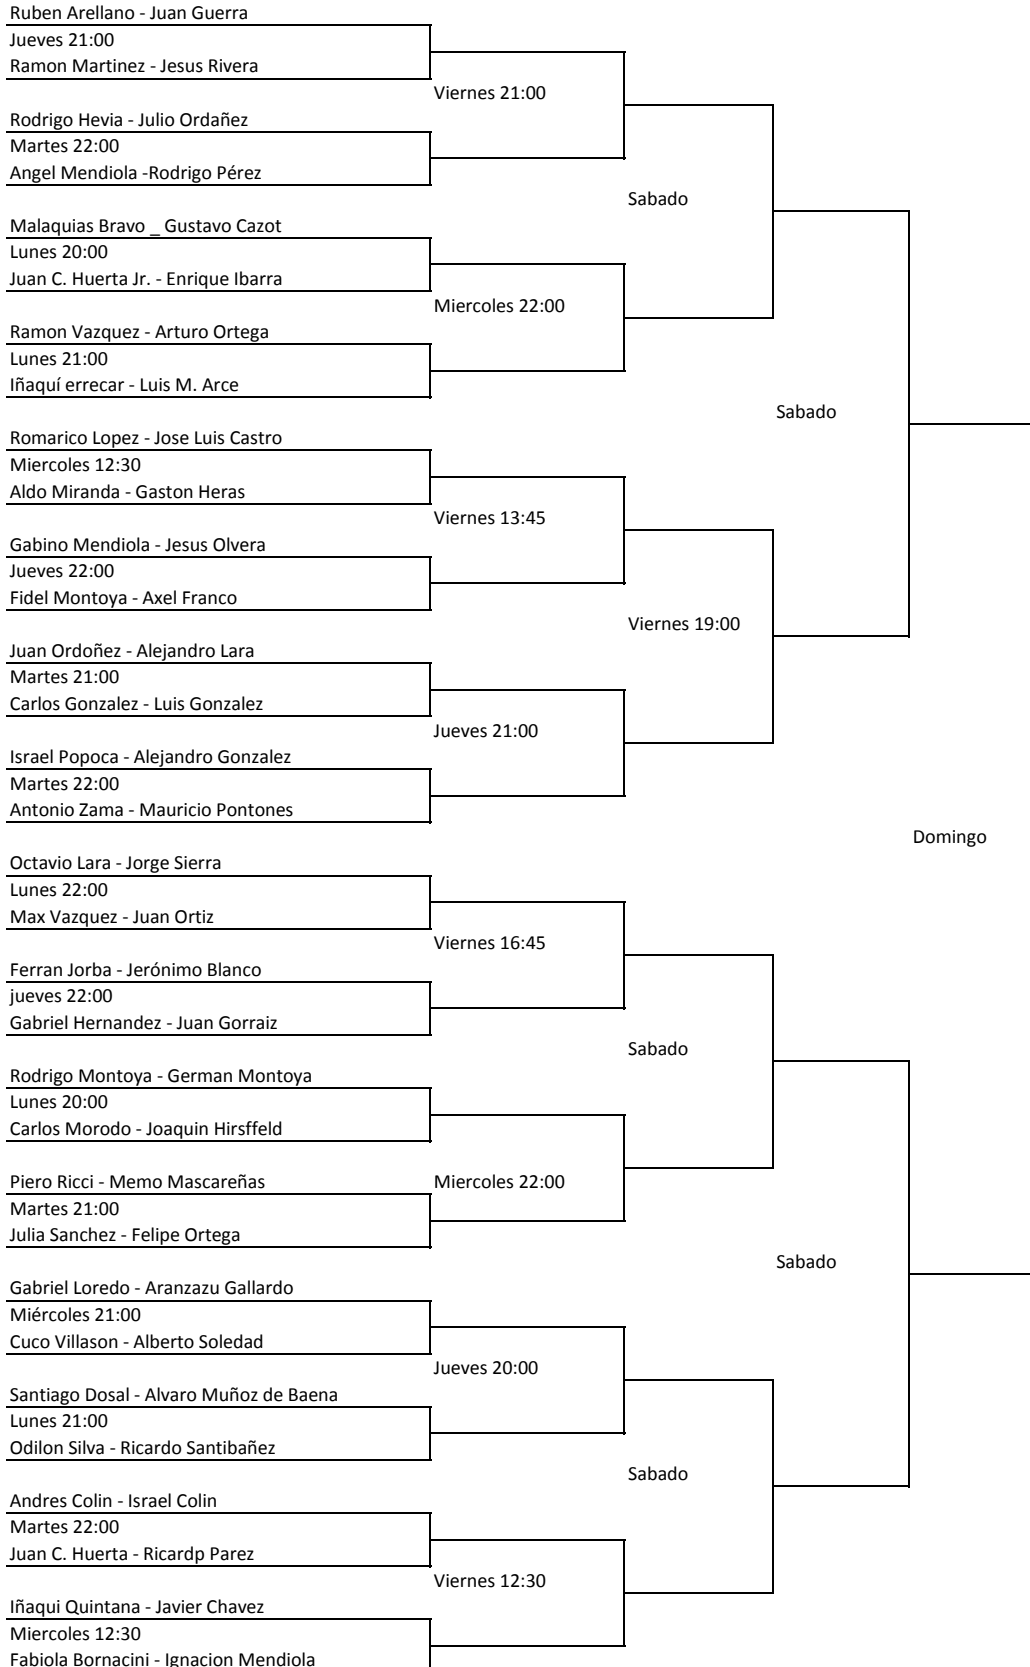 Ruben Arellano - Juan Guerra
Jueves 21:00
Ramon Martinez - Jesus Rivera
Viernes 21:00
Rodrigo Hevia - Julio Ordañez
Martes 22:00
Angel Mendiola -Rodrigo Pérez
Sabado
Malaquias Bravo _ Gustavo Cazot
Lunes 20:00
Juan C. Huerta Jr. - Enrique Ibarra
Miercoles 22:00
Ramon Vazquez - Arturo Ortega
Lunes 21:00
Iñaquí errecar - Luis M. Arce
Sabado
Romarico Lopez - Jose Luis Castro
Miercoles 12:30
Aldo Miranda - Gaston Heras
Viernes 13:45
Gabino Mendiola - Jesus Olvera
Jueves 22:00
Fidel Montoya - Axel Franco
Viernes 19:00
Juan Ordoñez - Alejandro Lara
Martes 21:00
Carlos Gonzalez - Luis Gonzalez
Jueves 21:00
Israel Popoca - Alejandro Gonzalez
Martes 22:00
Antonio Zama - Mauricio Pontones
Domingo
Octavio Lara - Jorge Sierra
Lunes 22:00
Max Vazquez - Juan Ortiz
Viernes 16:45
Ferran Jorba - Jerónimo Blanco
jueves 22:00
Gabriel Hernandez - Juan Gorraiz
Sabado
Rodrigo Montoya - German Montoya
Lunes 20:00
Carlos Morodo - Joaquin Hirsffeld
Piero Ricci - Memo Mascareñas
Miercoles 22:00
Martes 21:00
Julia Sanchez - Felipe Ortega
Sabado
Gabriel Loredo - Aranzazu Gallardo
Miércoles 21:00
Cuco Villason - Alberto Soledad
Jueves 20:00
Santiago Dosal - Alvaro Muñoz de Baena
Lunes 21:00
Odilon Silva - Ricardo Santibañez
Sabado
Andres Colin - Israel Colin
Martes 22:00
Juan C. Huerta - Ricardp Parez
Viernes 12:30
Iñaqui Quintana - Javier Chavez
Miercoles 12:30
Fabiola Bornacini - Ignacion Mendiola